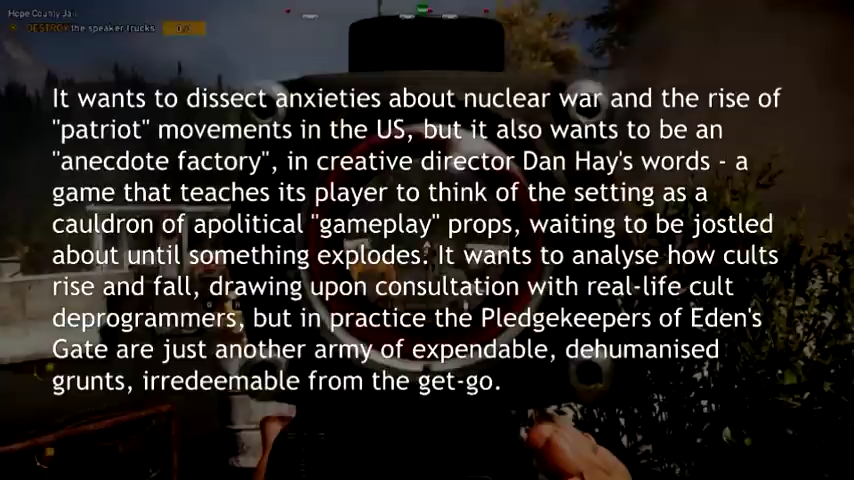 Hope County Jail
DESTROY the speaker trucks
It wants to dissect anxieties about nuclear war and the rise of
"patriot" movements in the US, but it also wants to be an
"anecdote factory", in creative director Dan Hay's words - a
game that teaches its player to think of the setting as a
cauldron of apolitical "gameplay" props, waiting to be jostled
about until something explodes. It wants to analyse how cults
rise and fall, drawing upon consultation with real-life cult
deprogrammers, but in practice the Pledgekeepers of Eden's
Gate are just another army of expendable, dehumanised
grunts, irredeemable from the get-go.